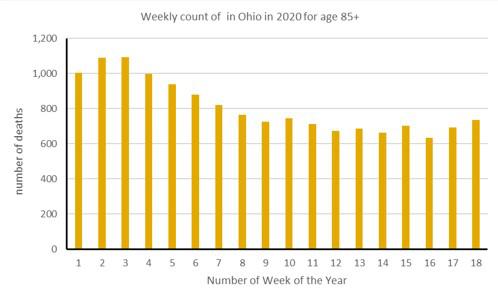 Weekly count of  in Ohio in 2020 for age 85+
1,200
1,000
800
600
400
200
0
number of deaths
1 2 3 4 5 6 7 8 9 10 11 12 13 14 15 16 17 18
Number of Week of the Year